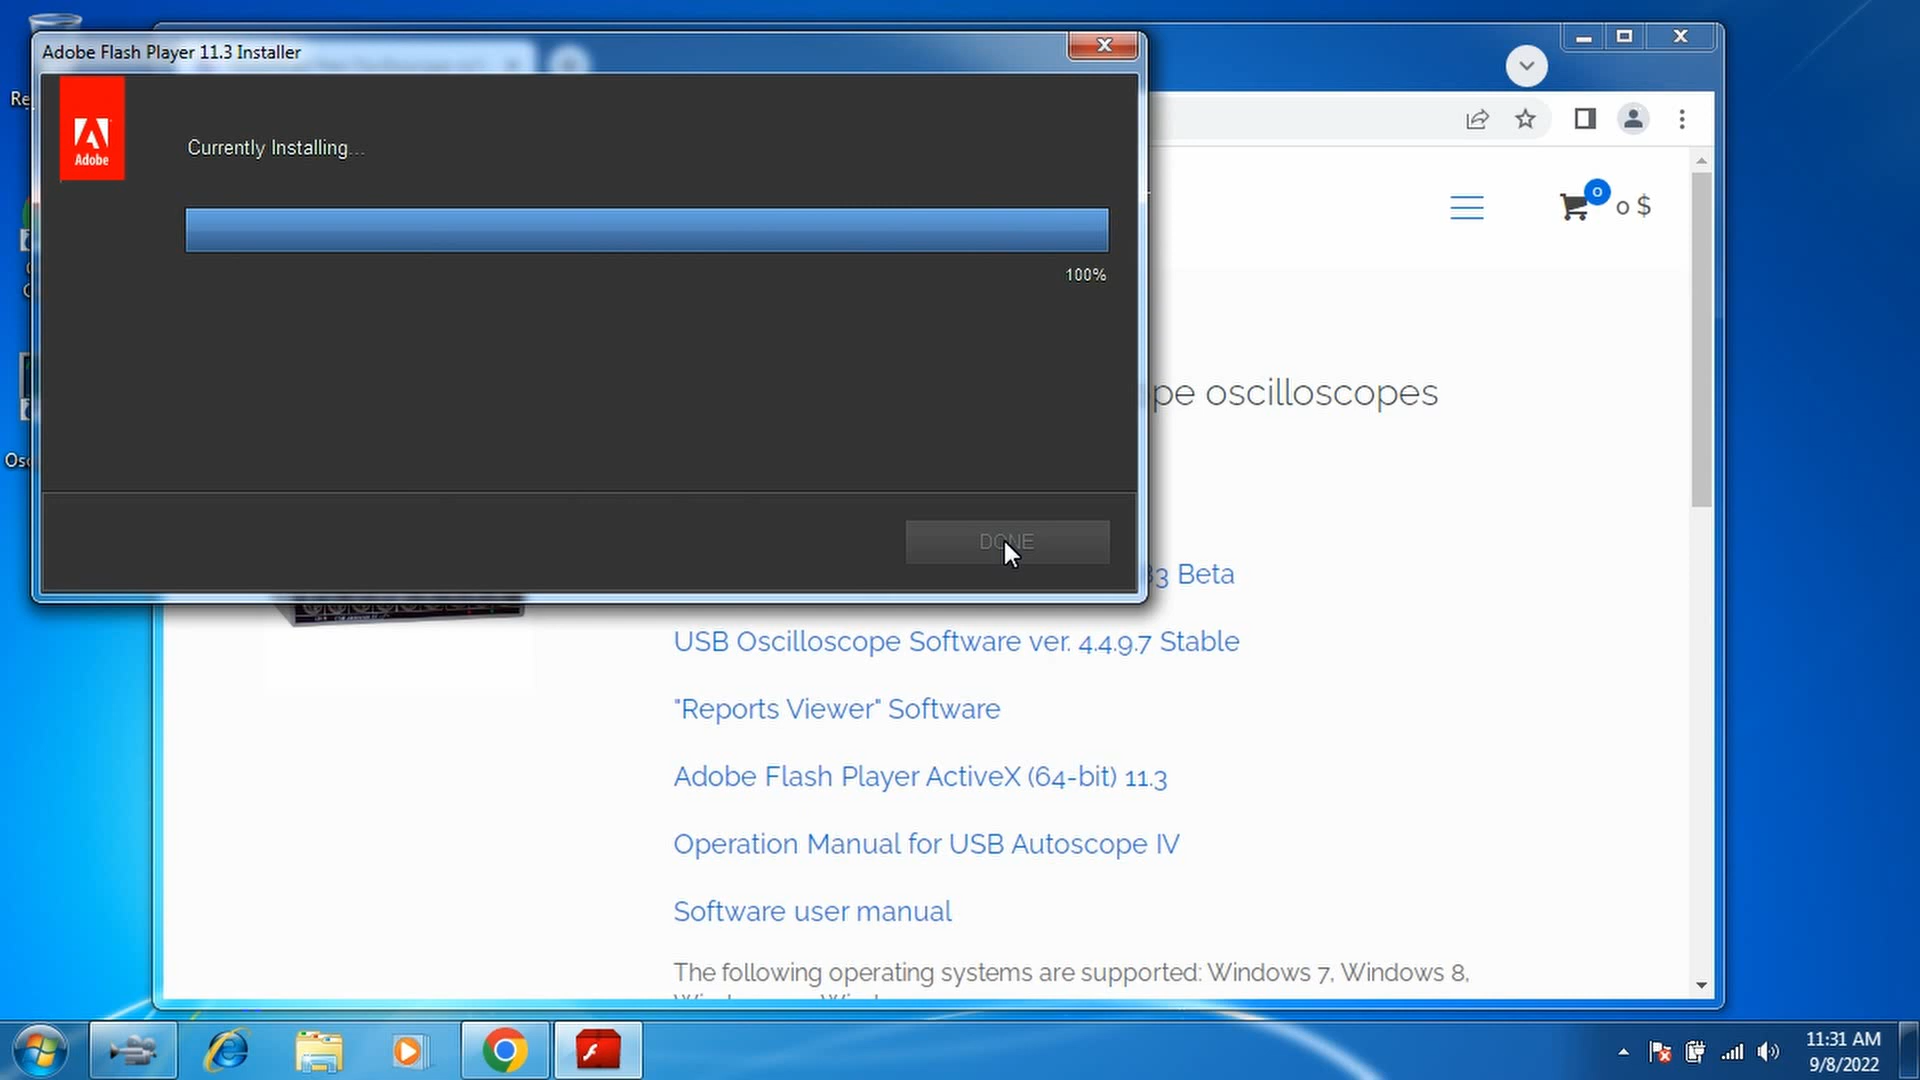 Adobe Flash Player 11.3 Installer
Adobe
Currently Installing...
100%
DONE
0
0 $
pe oscilloscopes
B3 Beta
USB Oscilloscope Software ver. 4.4.9.7 Stable
"Reports Viewer" Software
Adobe Flash Player ActiveX (64-bit) 11.3
Operation Manual for USB Autoscope IV
Software user manual
The following operating systems are supported: Windows 7, Windows 8,
11:31 AM
9/8/2022